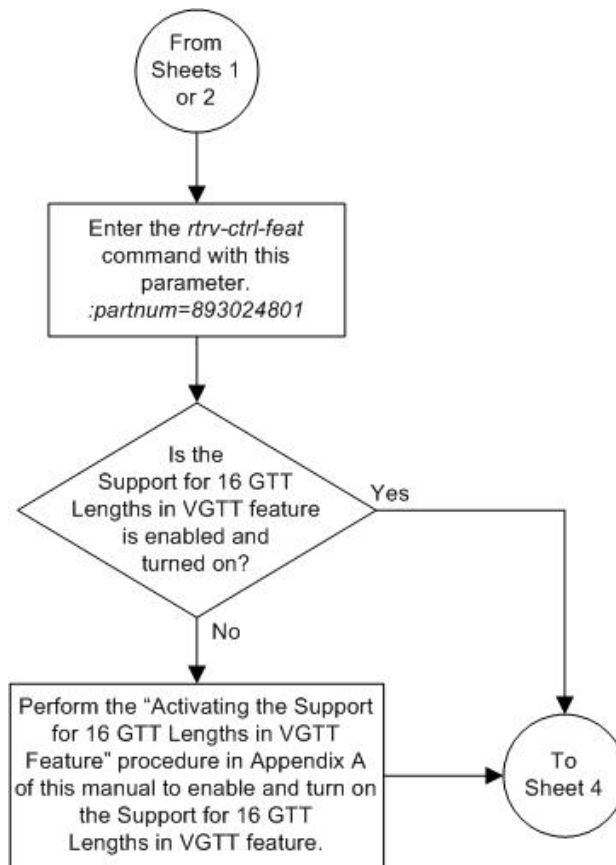 From
Sheets 1
or 2
Enter the rtrv-ctrl-feat
command with this
parameter.
:partnum=893024801
Is the
Support for 16 GTT
Lengths in VGTT feature
is enabled and
turned on?
Yes
No
Perform the “Activating the Support
for 16 GTT Lengths in VGTT
Feature" procedure in Appendix A
of this manual to enable and turn on
the Support for 16 GTT
Lengths in VGTT feature.
To
Sheet 4